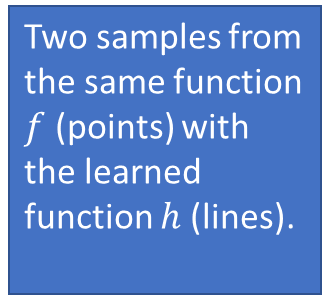 Two samples from
the same function
f (points) with
the learned
function h (lines).